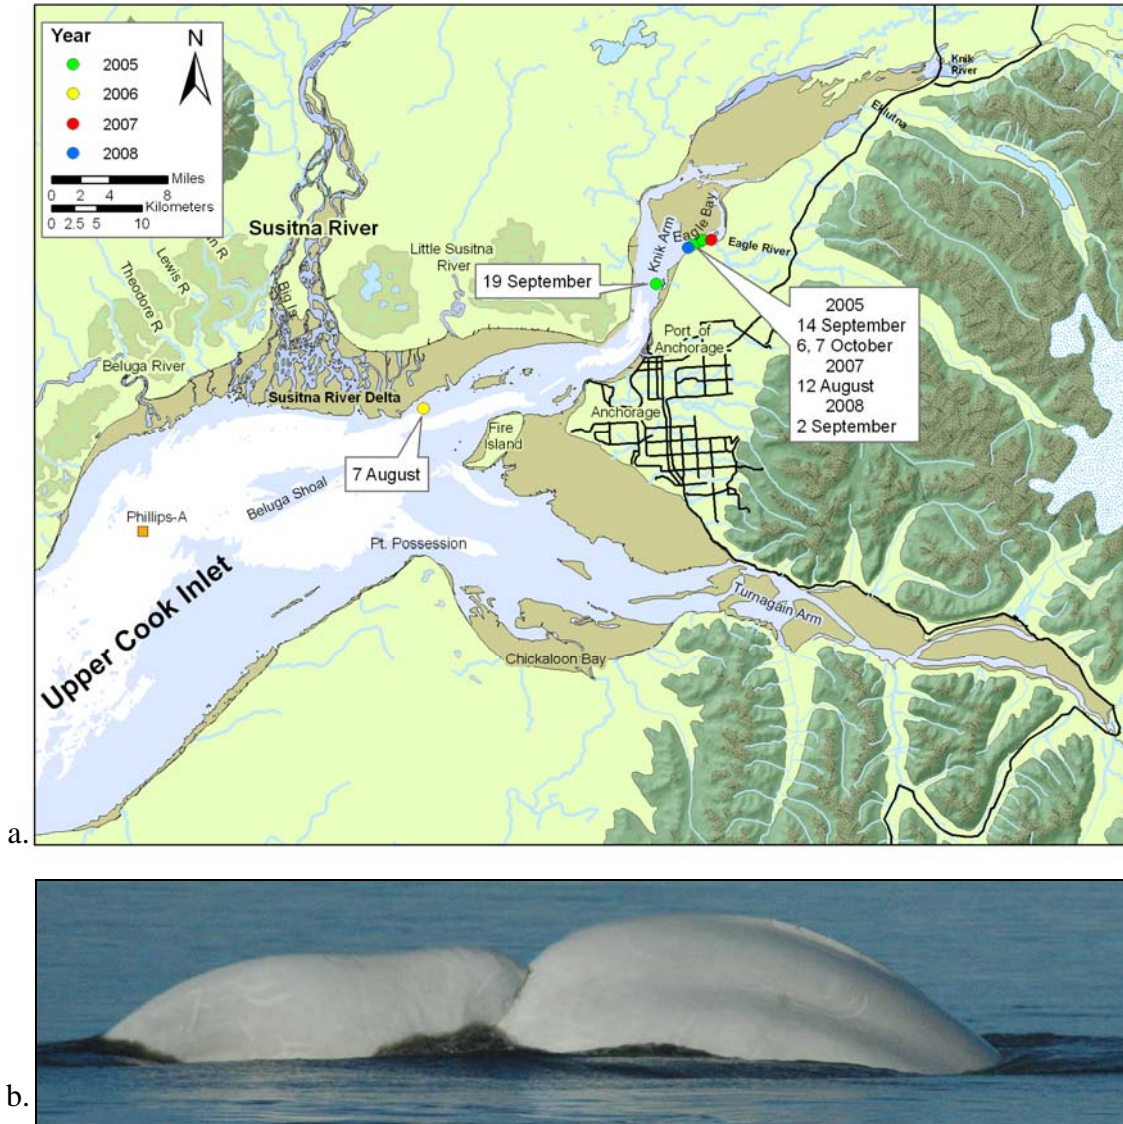 Year
N
2005
2006
2007
2008
0 2 4 8 Miles
0 2.5 5 10 Kilometers
Knik
River
Eklutna
Susitna River
Lewis R
Theodore R
Beluga River
Big Is
Little Susitna
River
19 September
Knik Arm
Eagle Bay
Eagle River
2005
14 September
6, 7 October
2007
12 August
2008
2 September
Port of
Anchorage
Anchorage
Susitna River Delta
Fire
Island
7 August
Beluga Shoal
Phillips-A
Pt. Possession
Upper Cook Inlet
Turnagain Arm
Chickaloon Bay
a.
b.